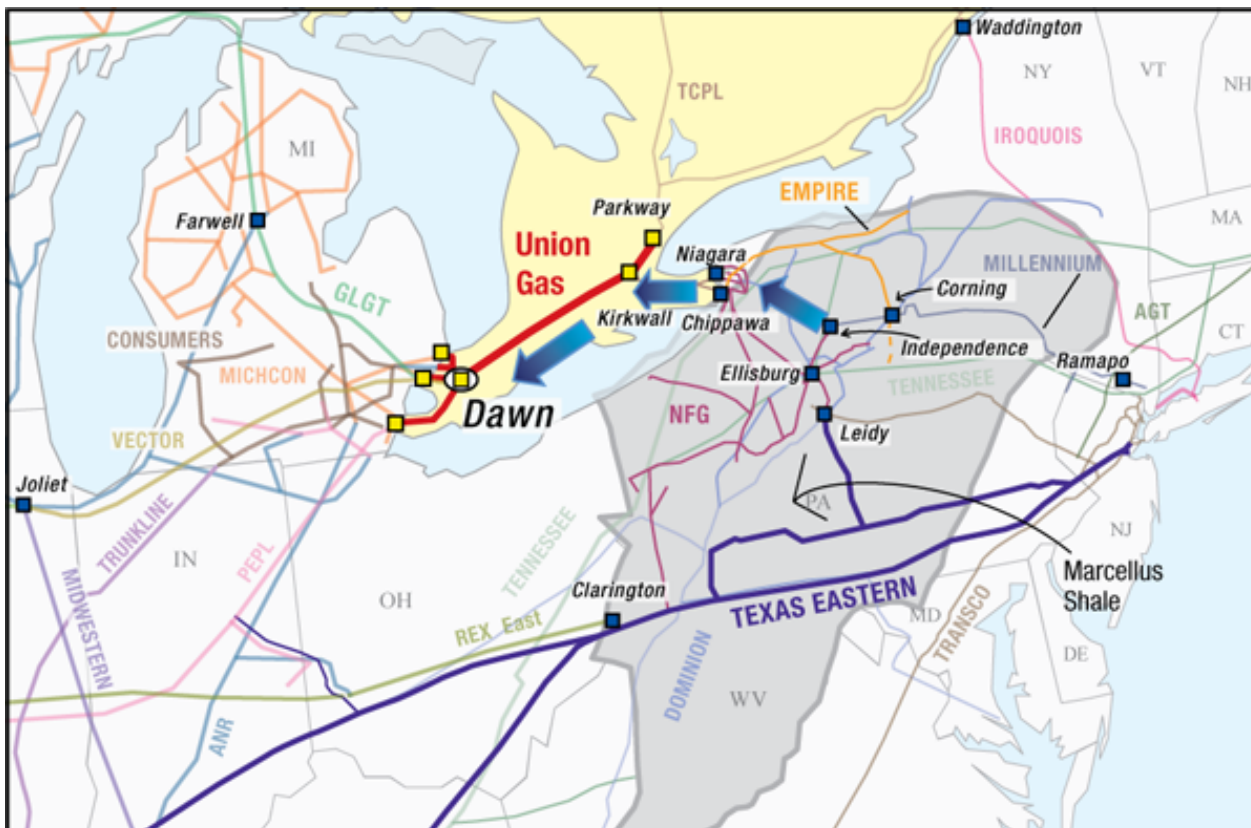 Waddington
NY
VT
NH
TCPL
IROQUOIS
MI
EMPIRE
Parkway
Farwell
Union
Gas
Niagara
MA
MILLENNIUM
GLGT
Corning
Kirkwall
Chippawa
AGT
CONSUMERS
Independence
CT
MICHCON
Ellisburg
Ramapo
TENNESSEE
Dawn
NFG
VECTOR
Leidy
Joliet
PA
TRUNKLINE
NJ
IN
PEPL
TENNESSEE
Marcellus
Shale
MIDWESTERN
OH
Clarington
TEXAS EASTERN
MD
TRANSCO
REX East
DE
DOMINION
WV
ANR